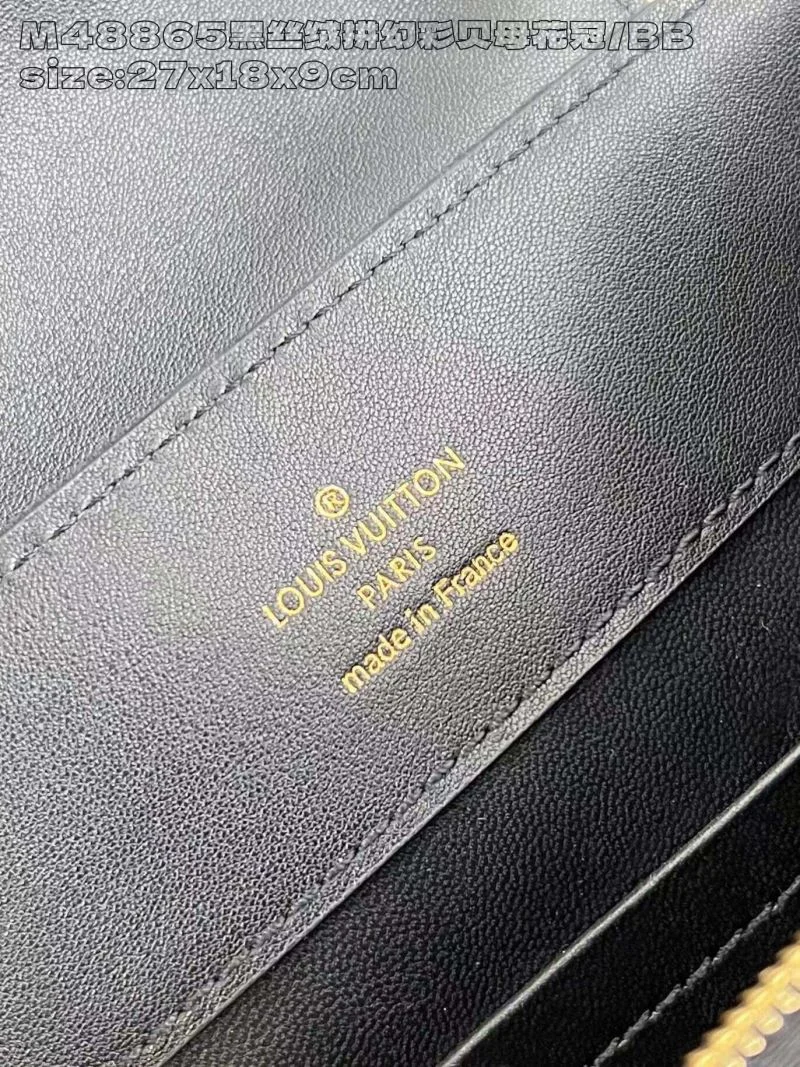 M48865黑丝绒拼幻彩贝母花冠/BB
size:27x18x9cm
®
LOUIS VUITTON
PARIS
made in France